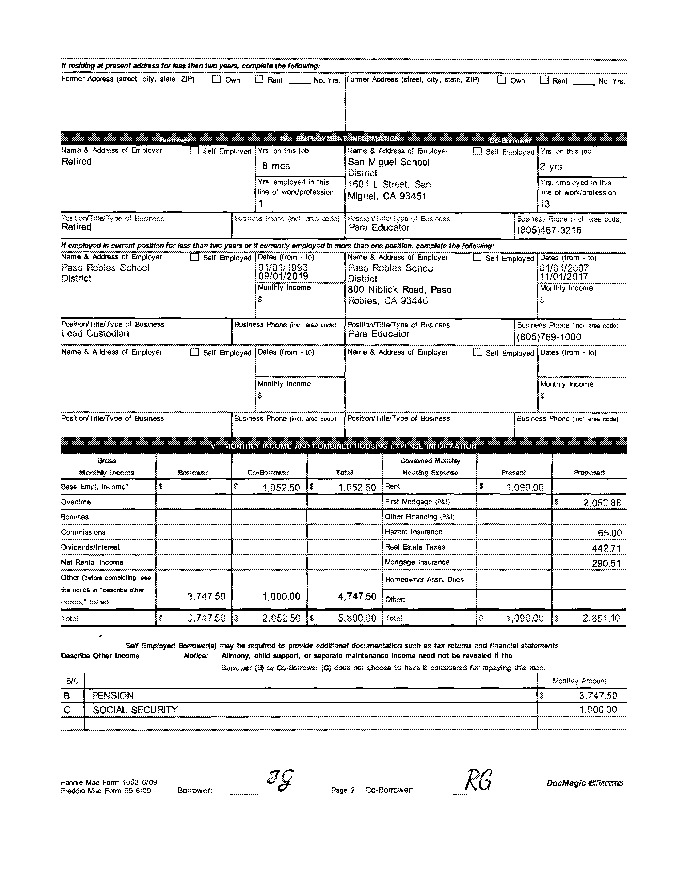 If residing at present address for less than two years, complete the following:
Former Address (street, city, state, ZIP) Own Rent No. Yrs. Former Address (street, city, state, ZIP) Own Rent No. Yrs.
Borrower IV. EMPLOYMENT INFORMATION Co-Borrower
Name & Address of Employer Self Employed Yrs. on this job Name & Address of Employer Self Employed Yrs. on this job
Retired 8 mos San Miguel School District 2 yrs
1601 L Street, San Miguel, CA 93451
Yrs. employed in this line of work/profession Yrs. employed in this line of work/profession
1 13
Position/Title/Type of Business Business Phone (incl. area code) Position/Title/Type of Business Business Phone (incl. area code)
Retired Para Educator (805)467-3216
If employed in current position for less than two years or if currently employed in more than one position, complete the following:
Name & Address of Employer Self Employed Dates (from - to) Name & Address of Employer Self Employed Dates (from - to)
Paso Robles School District 01/01/1993 09/01/2019 Paso Robles School District 01/01/2007 11/01/2017
800 Niblick Road, Paso Robles, CA 93446
Monthly Income Monthly Income
$ $
Position/Title/Type of Business Business Phone (incl. area code) Position/Title/Type of Business Business Phone (incl. area code)
Lead Custodian Para Educator (805)769-1000
Name & Address of Employer Self Employed Dates (from - to) Name & Address of Employer Self Employed Dates (from - to)
Monthly Income Monthly Income
$ $
Position/Title/Type of Business Business Phone (incl. area code) Position/Title/Type of Business Business Phone (incl. area code)
V. MONTHLY INCOME AND COMBINED HOUSING EXPENSE INFORMATION
Gross Monthly Income Borrower Co-Borrower Total Combined Monthly Housing Expense Present Proposed
Base Empl. Income* $ $ 1,052.50 $ 1,052.50 Rent $ 1,090.00
Overtime First Mortgage (P&I) $ 2,052.88
Bonuses Other Financing (P&I)
Commissions Hazard Insurance 65.00
Dividends/Interest Real Estate Taxes 442.71
Net Rental Income Mortgage Insurance 290.51
Other (before completing, see the notice in "describe other income," below) 3,747.50 1,000.00 4,747.50 Homeowner Assn. Dues
Other:
Total $ 3,747.50 $ 2,052.50 $ 5,800.00 Total $ 1,090.00 $ 2,851.10
* Self Employed Borrower(s) may be required to provide additional documentation such as tax returns and financial statements
Describe Other Income Notice: Alimony, child support, or separate maintenance income need not be revealed if the
Borrower (B) or Co-Borrower (C) does not choose to have it considered for repaying this loan.
B/C Monthly Amount
B PENSION $ 3,747.50
C SOCIAL SECURITY 1,000.00
Fannie Mae Form 1003 6/09
Freddie Mac Form 65 6/09 Borrower: JG Page 2 Co-Borrower: RG DocMagic